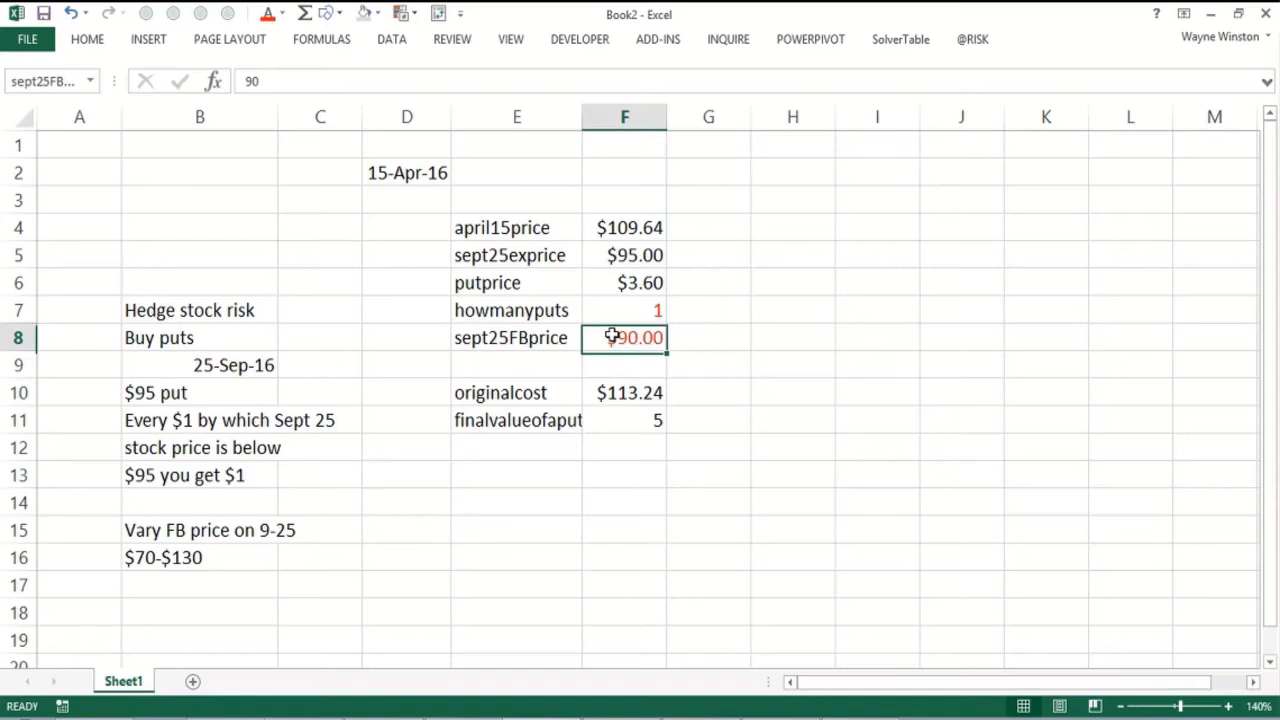 Book2 - Excel
FILE HOME INSERT PAGE LAYOUT FORMULAS DATA REVIEW VIEW DEVELOPER ADD-INS INQUIRE POWERPIVOT SolverTable @RISK Wayne Winston
sept25FB... fx 90
A B C D E F G H I J K L M
1
2 15-Apr-16
3
4 april15price $109.64
5 sept25exprice $95.00
6 putprice $3.60
7 Hedge stock risk howmanyputs 1
8 Buy puts sept25FBprice $90.00
9 25-Sep-16
10 $95 put originalcost $113.24
11 Every $1 by which Sept 25 finalvalueofaput 5
12 stock price is below
13 $95 you get $1
14
15 Vary FB price on 9-25
16 $70-$130
17
18
19
20
Sheet1
READY 140%